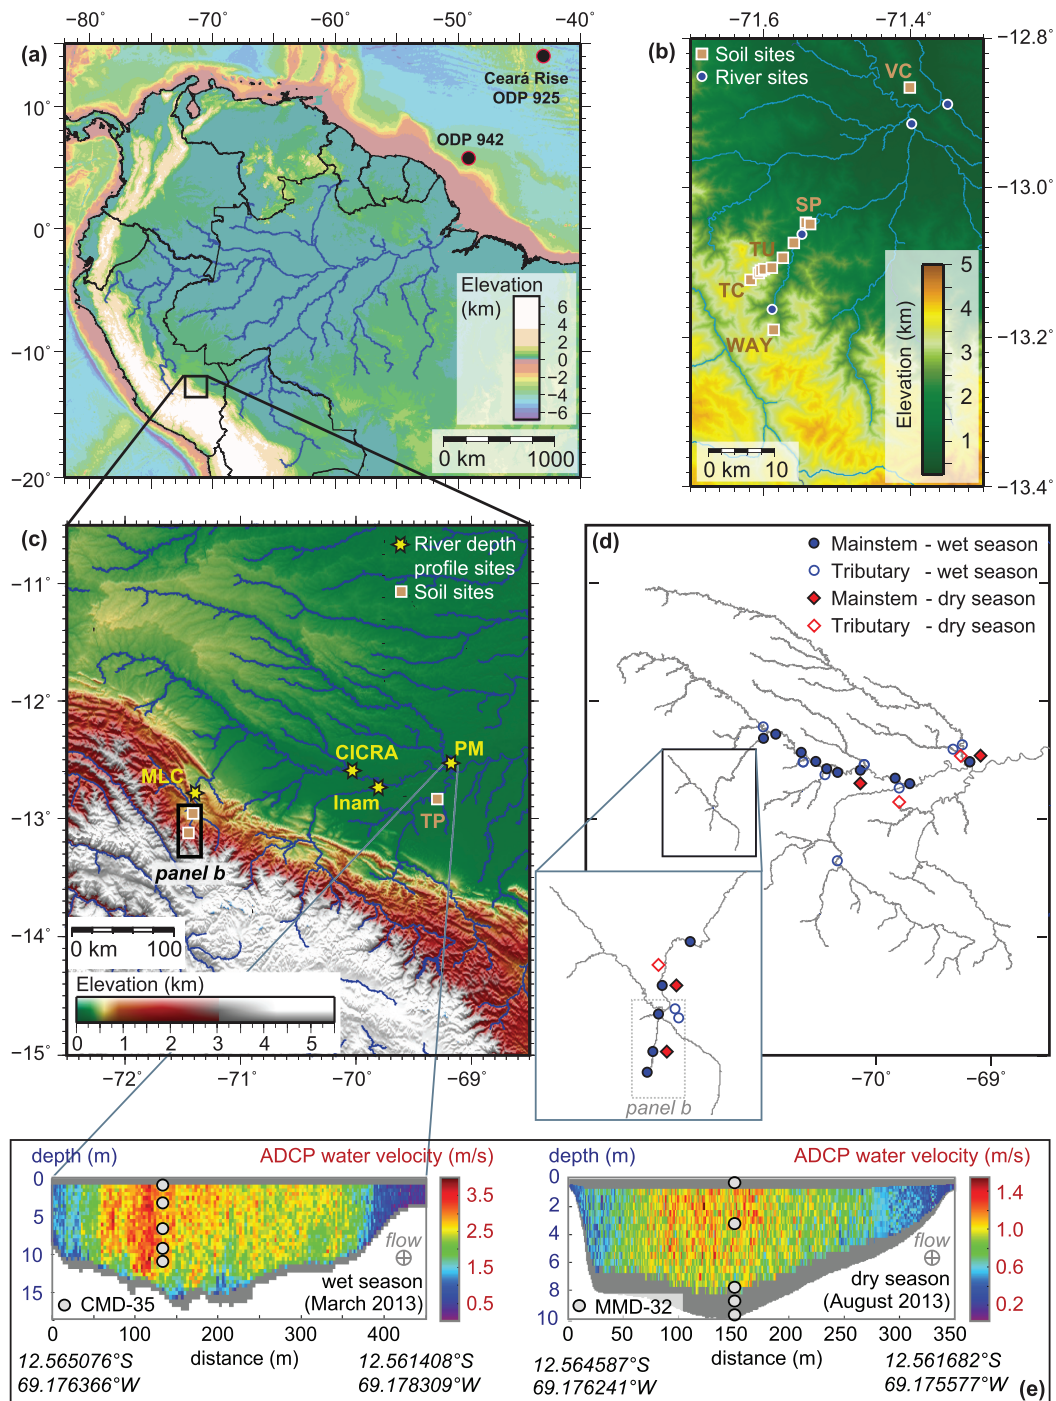 −80° −70° −60° −50° −40°
(a)
Ceará Rise
ODP 925
ODP 942
10°
0°
−10°
−20°
Elevation
(km)
6
4
2
0
−2
−4
−6
0 km 1000
−71.6° −71.4°
(b)
Soil sites
River sites
VC
SP
TU
TC
WAY
−12.8°
−13.0°
−13.2°
−13.4°
Elevation (km)
5
4
3
2
1
0 km 10
(c)
River depth
profile sites
Soil sites
−11°
−12°
−13°
−14°
−15°
CICRA
PM
MLC
Inam
TP
panel b
0 km 100
Elevation (km)
0 1 2 3 4 5
−72° −71° −70° −69°
(d)
Mainstem - wet season
Tributary - wet season
Mainstem - dry season
Tributary - dry season
panel b
−70° −69°
depth (m) ADCP water velocity (m/s)
0
5
10
15
3.5
2.5
1.5
0.5
flow
wet season
(March 2013)
CMD-35
0 100 200 300 400
distance (m)
12.565076°S
69.176366°W
12.561408°S
69.178309°W
depth (m) ADCP water velocity (m/s)
0
2
4
6
8
10
1.4
1.0
0.6
0.2
flow
dry season
(August 2013)
MMD-32
0 50 100 150 200 250 300 350
distance (m)
12.564587°S
69.176241°W
12.561682°S
69.175577°W
(e)